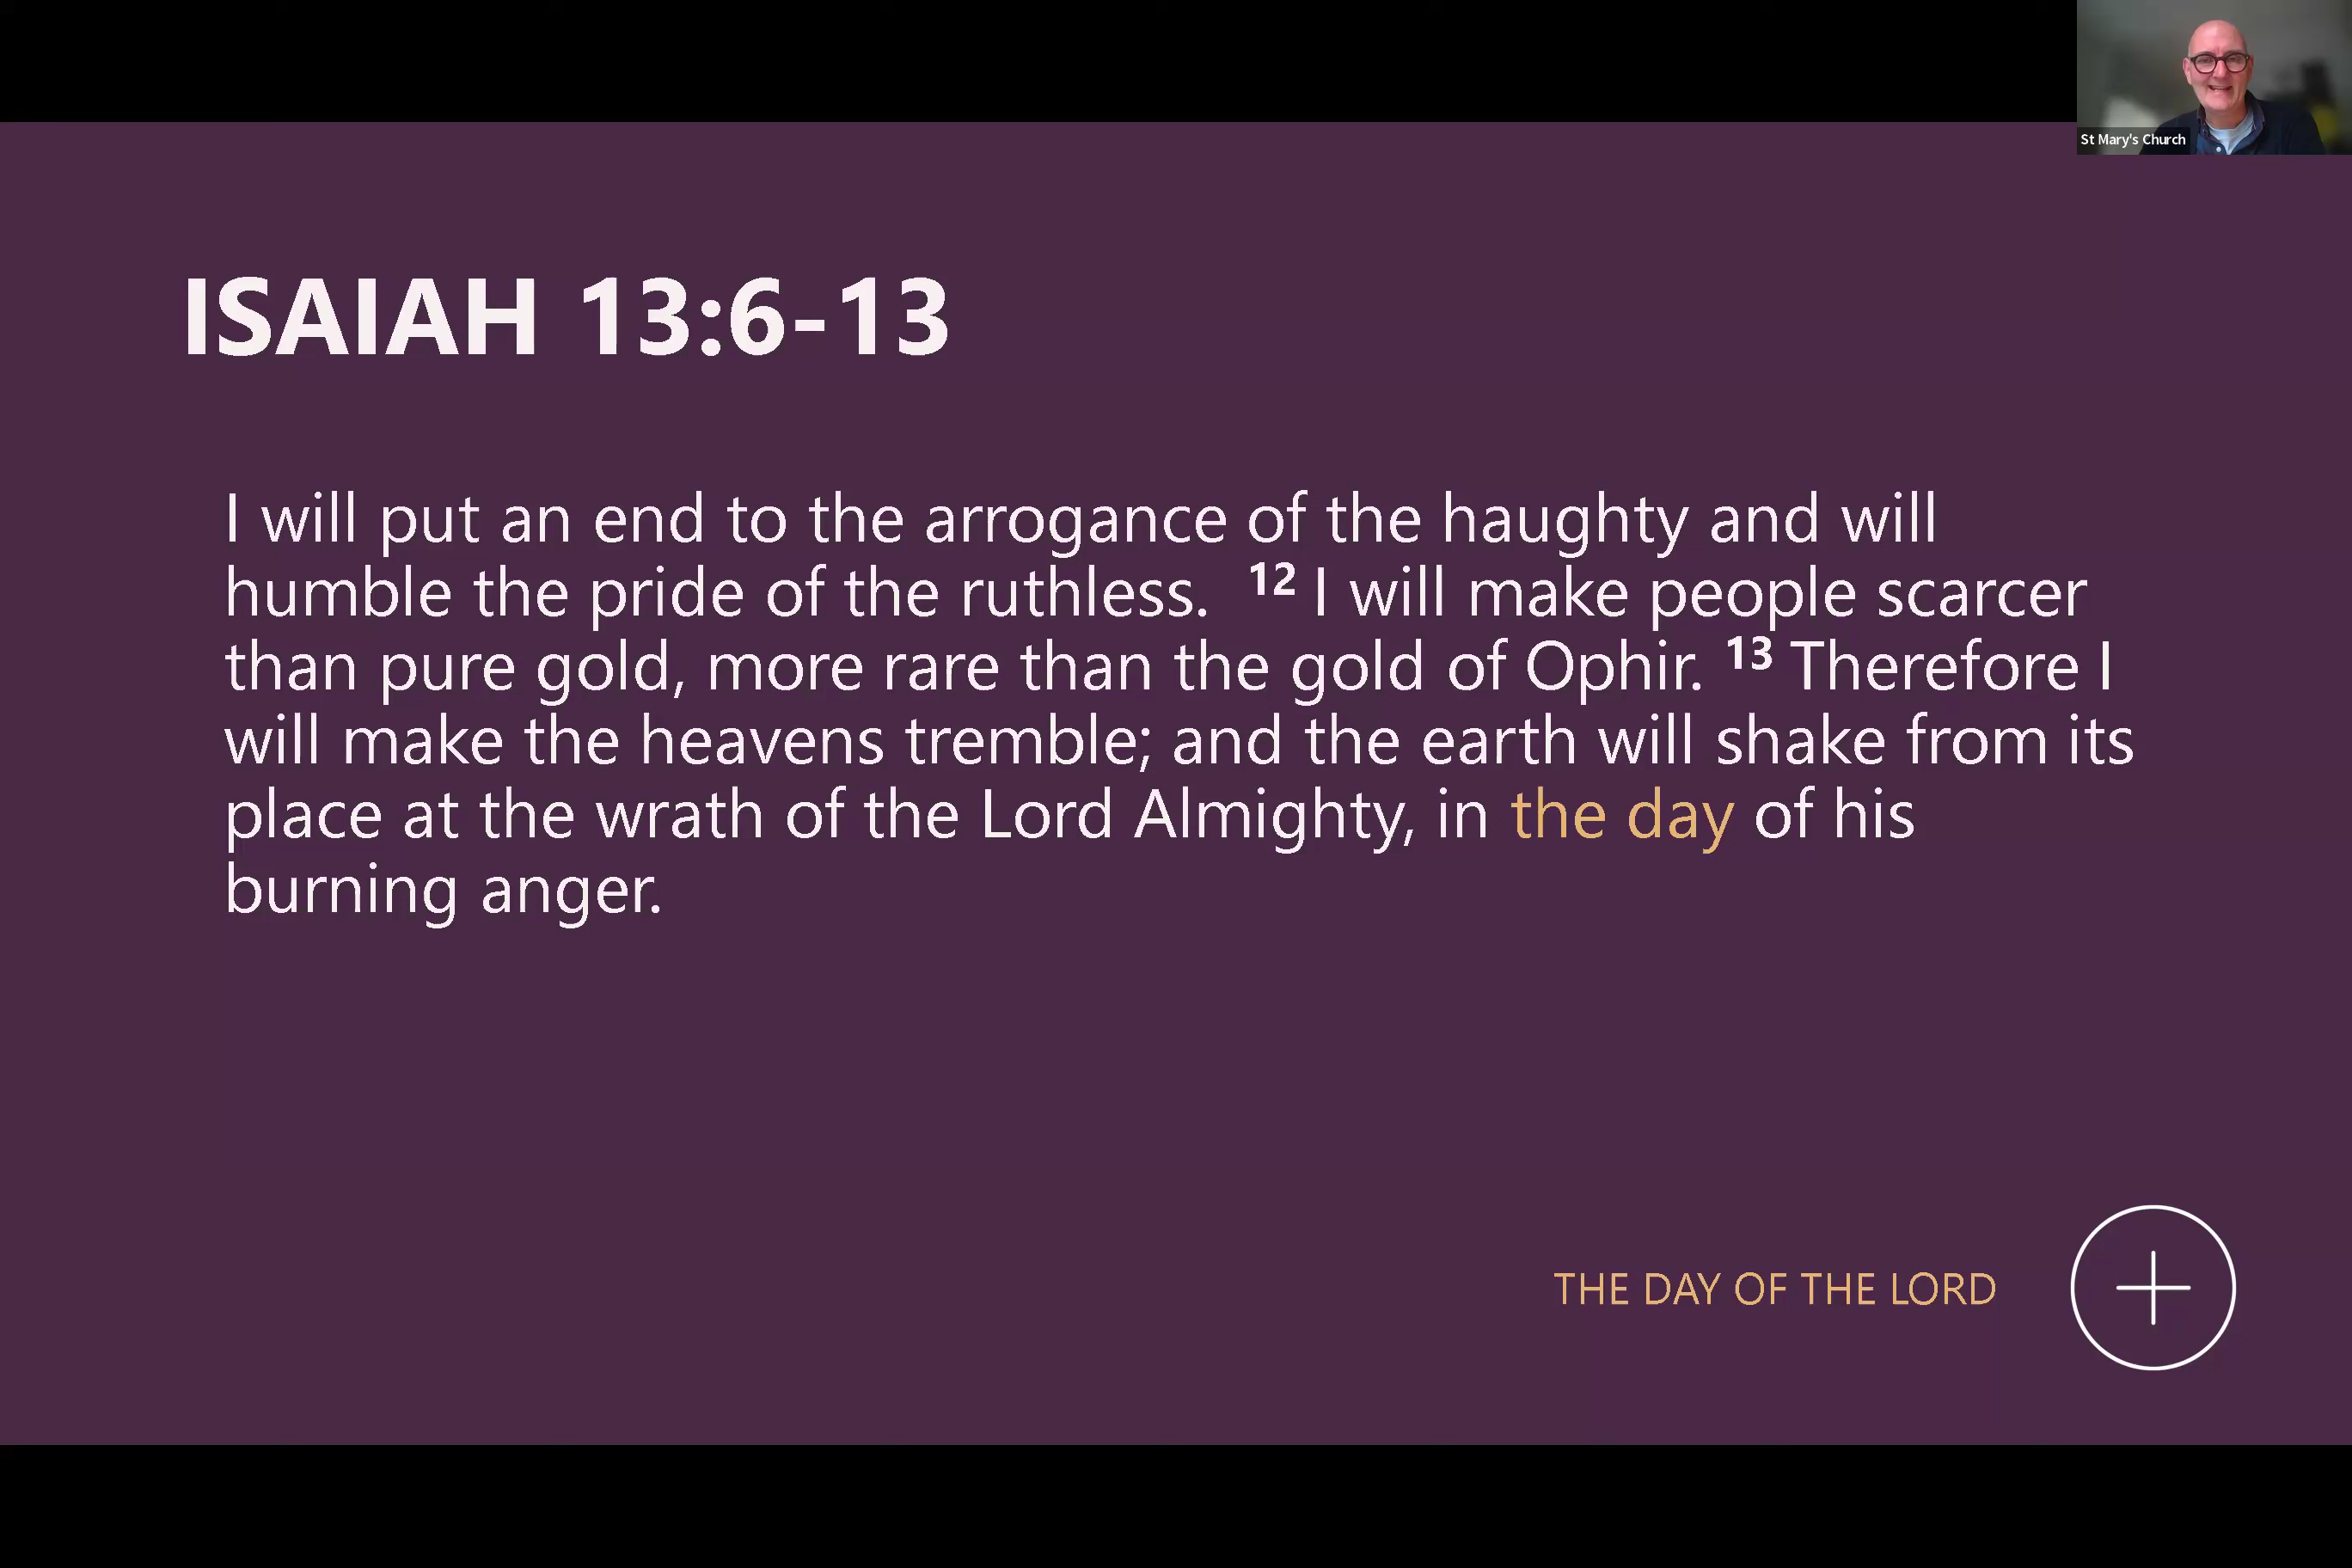 St Mary's Church
ISAIAH 13:6-13
I will put an end to the arrogance of the haughty and will
humble the pride of the ruthless. 12 I will make people scarcer
than pure gold, more rare than the gold of Ophir. 13 Therefore I
will make the heavens tremble; and the earth will shake from its
place at the wrath of the Lord Almighty, in the day of his
burning anger.
THE DAY OF THE LORD